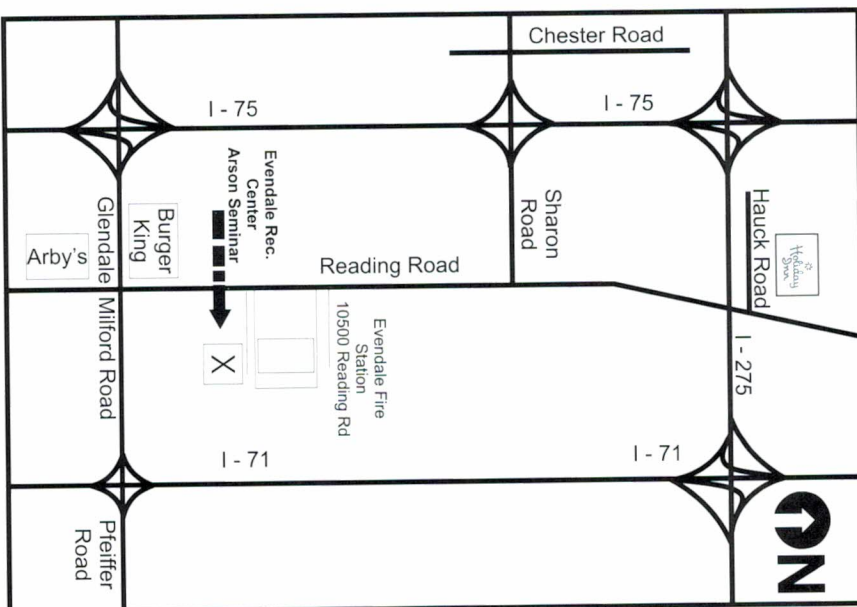 Chester Road
I - 75
I - 75
Evendale Rec.
Center
Arson Seminar
Sharon
Road
Hauck Road
Holiday
Inn
Burger
King
Arby's
Glendale Milford Road
Reading Road
Evendale Fire
Station
10500 Reading Rd
X
I - 275
I - 71
I - 71
Pfeiffer
Road
N